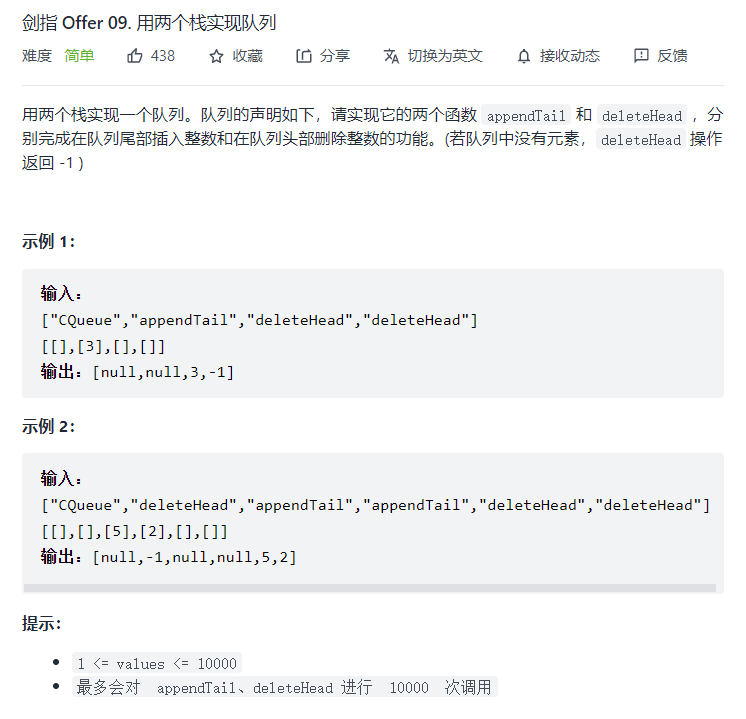 剑指 Offer 09. 用两个栈实现队列
难度 简单 438 收藏 分享 切换为英文 接收动态 反馈
用两个栈实现一个队列。队列的声明如下，请实现它的两个函数 appendTail 和 deleteHead ，分
别完成在队列尾部插入整数和在队列头部删除整数的功能。(若队列中没有元素，deleteHead 操作
返回 -1 )
示例 1：
输入：
["CQueue","appendTail","deleteHead","deleteHead"]
[[],[3],[],[]]
输出：[null,null,3,-1]
示例 2：
输入：
["CQueue","deleteHead","appendTail","appendTail","deleteHead","deleteHead"]
[[],[],[5],[2],[],[]]
输出：[null,-1,null,null,5,2]
提示：
• 1 <= values <= 10000
• 最多会对 appendTail、deleteHead 进行 10000 次调用